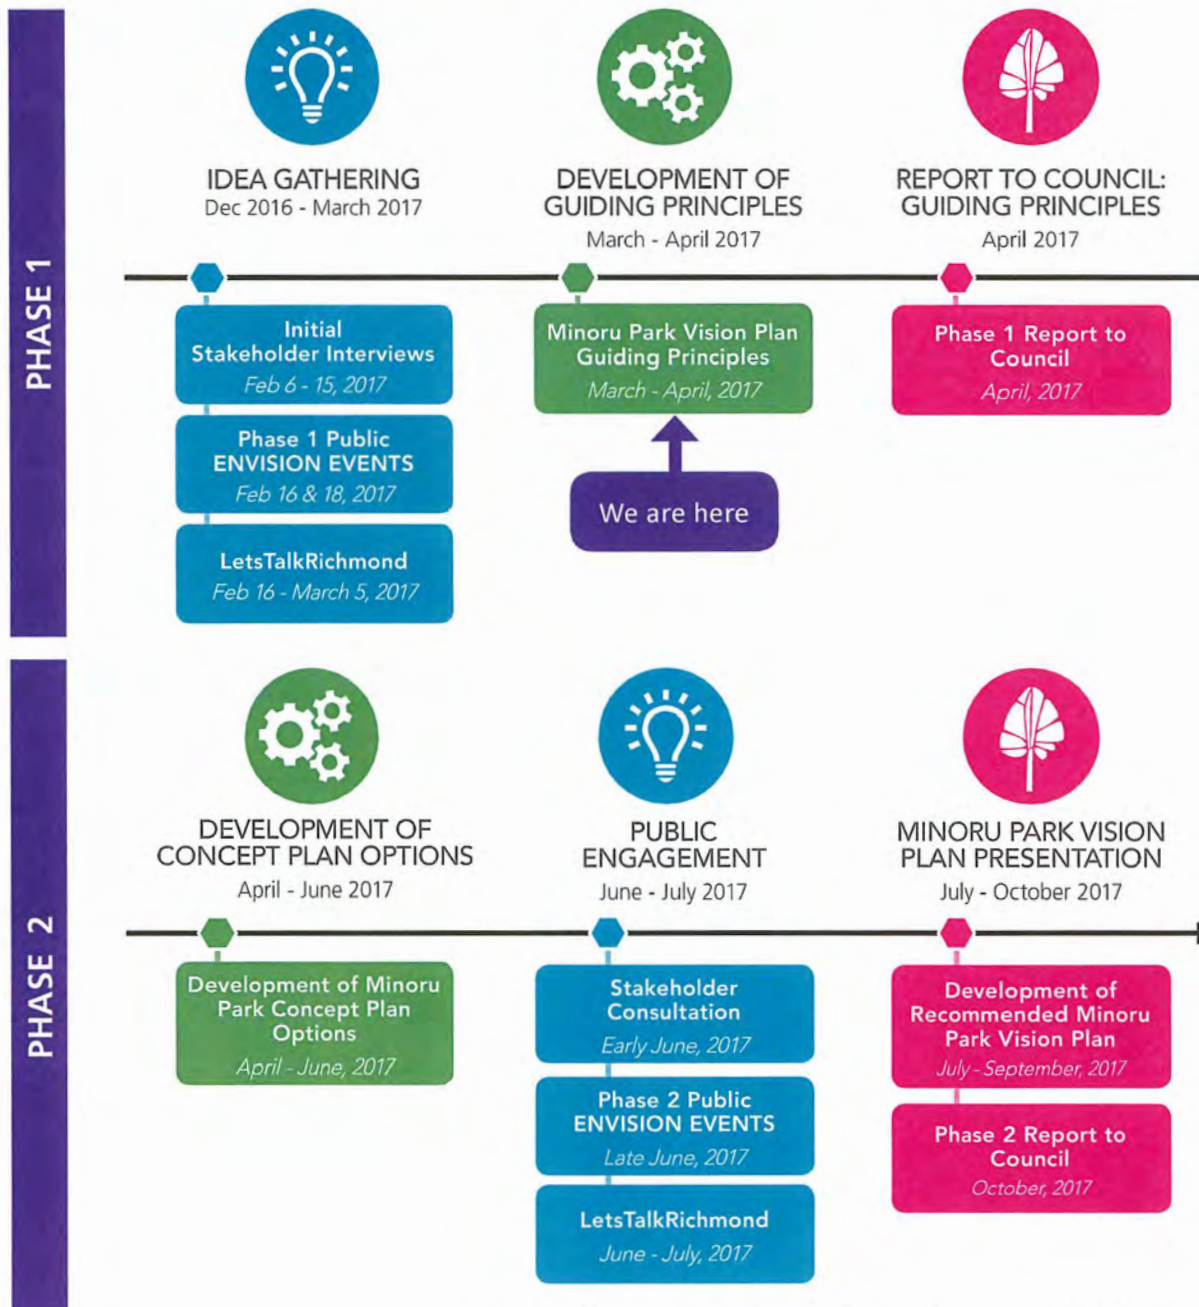 PHASE 1
IDEA GATHERING
Dec 2016 - March 2017
Initial
Stakeholder Interviews
Feb 6 - 15, 2017
Phase 1 Public
ENVISION EVENTS
Feb 16 & 18, 2017
LetsTalkRichmond
Feb 16 - March 5, 2017
DEVELOPMENT OF
GUIDING PRINCIPLES
March - April 2017
Minoru Park Vision Plan
Guiding Principles
March - April, 2017
We are here
REPORT TO COUNCIL:
GUIDING PRINCIPLES
April 2017
Phase 1 Report to
Council
April, 2017
PHASE 2
DEVELOPMENT OF
CONCEPT PLAN OPTIONS
April - June 2017
Development of Minoru
Park Concept Plan
Options
April - June, 2017
PUBLIC
ENGAGEMENT
June - July 2017
Stakeholder
Consultation
Early June, 2017
Phase 2 Public
ENVISION EVENTS
Late June, 2017
LetsTalkRichmond
June - July, 2017
MINORU PARK VISION
PLAN PRESENTATION
July - October 2017
Development of
Recommended Minoru
Park Vision Plan
July - September, 2017
Phase 2 Report to
Council
October, 2017